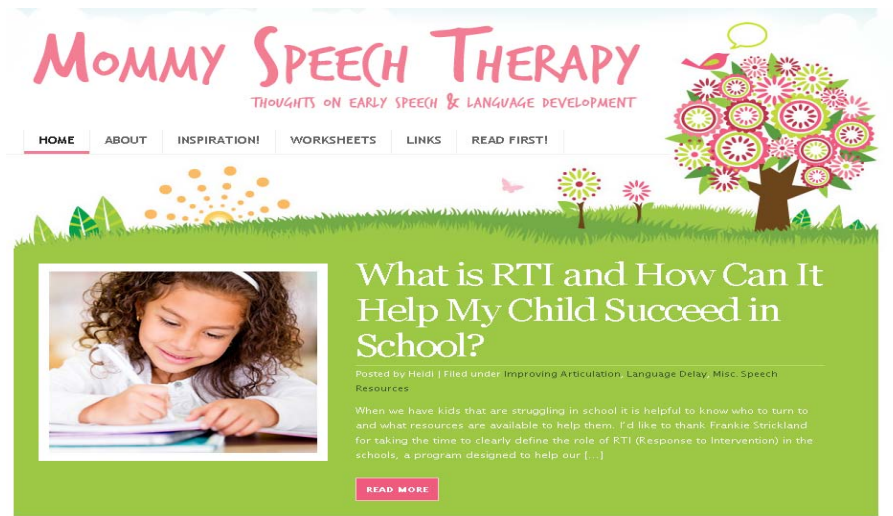 Mommy Speech Therapy
Thoughts on Early Speech & Language Development
HOME ABOUT INSPIRATION! WORKSHEETS LINKS READ FIRST!
What is RTI and How Can It
Help My Child Succeed in
School?
Posted by Heidi | Filed under Improving Articulation, Language Delay, Misc. Speech
Resources
When we have kids that are struggling in school it is helpful to know who to turn to
and what resources are available to help them. I'd like to thank Frankie Strickland
for taking the time to clearly define the role of RTI (Response to Intervention) in the
schools, a program designed to help our [...]
READ MORE